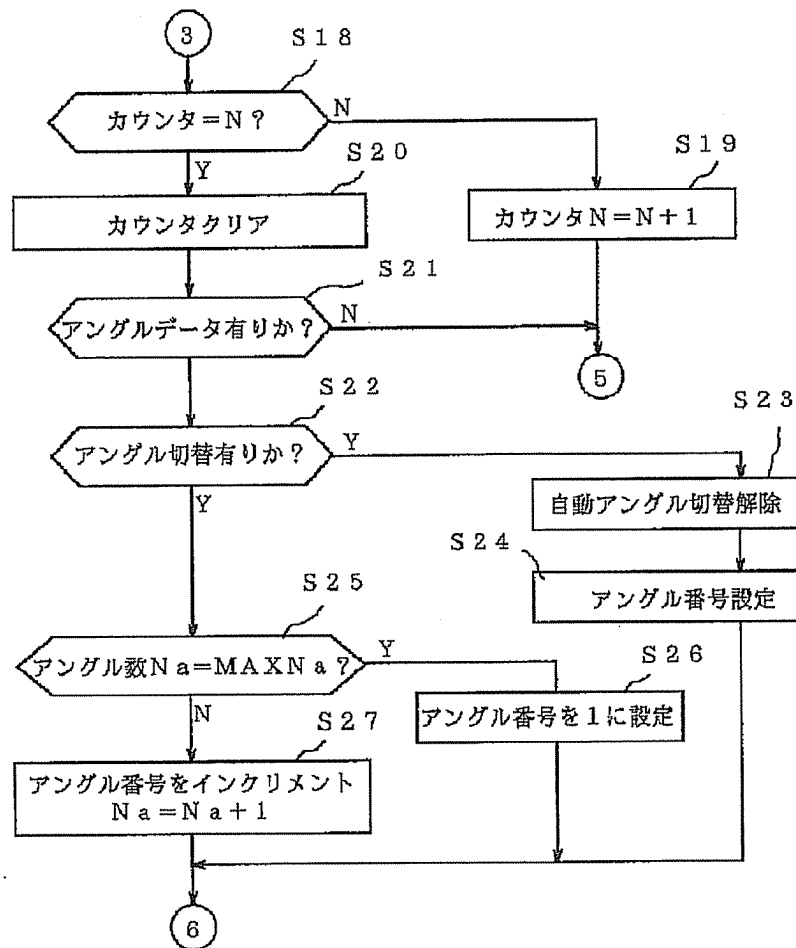 3
S18
カウンタ=N?
N
Y
S20
カウンタクリア
S19
カウンタN=N+1
S21
アングルデータ有りか?
N
5
S22
アングル切替有りか?
Y
Y
S23
自動アングル切替解除
S24
アングル番号設定
S25
アングル数Na=MAXNa?
Y
N
S26
アングル番号を1に設定
S27
アングル番号をインクリメント
Na=Na+1
6